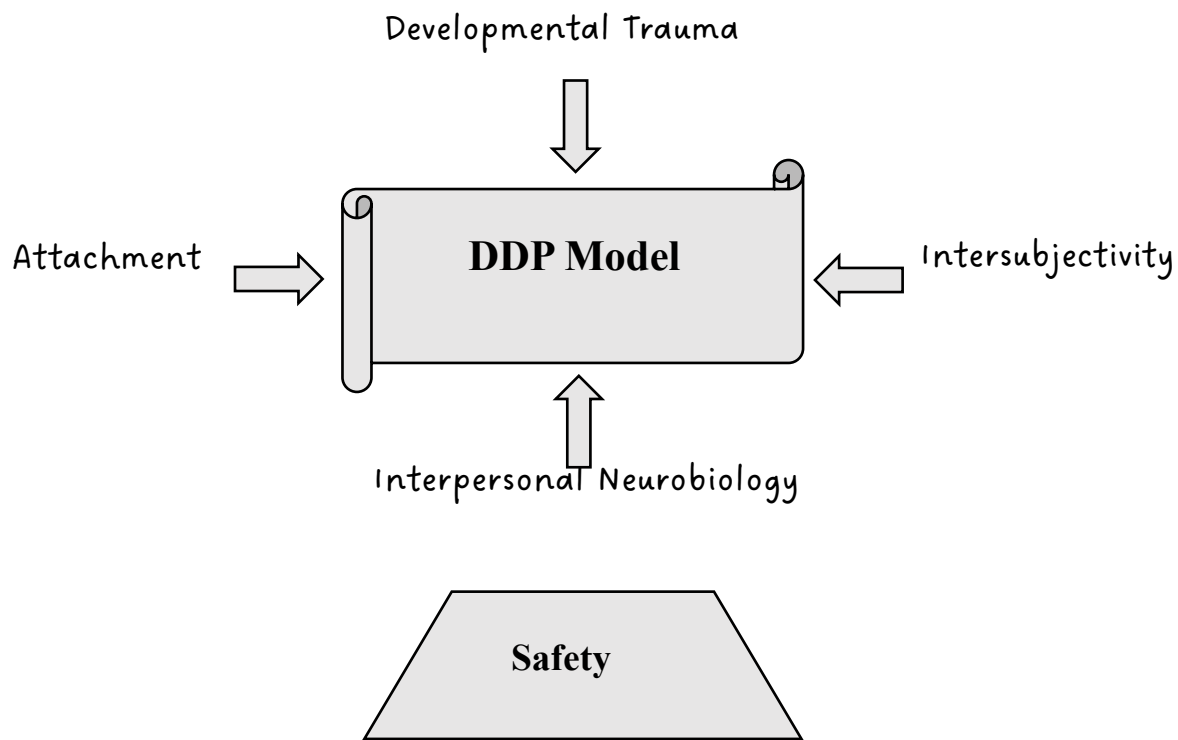 Developmental Trauma
DDP Model
Attachment
Intersubjectivity
Interpersonal Neurobiology
Safety